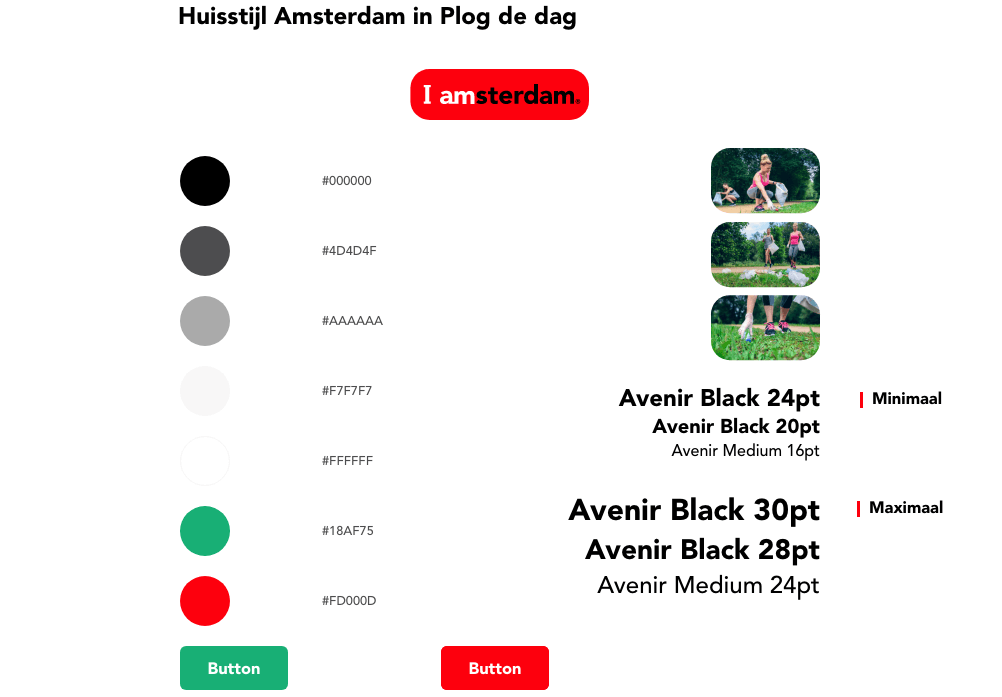 Huisstijl Amsterdam in Plog de dag
I amsterdam.
#000000
#4D4D4F
#AAAAAA
#F7F7F7
#FFFFFF
#18AF75
#FD000D
Avenir Black 24pt
Minimaal
Avenir Black 20pt
Avenir Medium 16pt
Avenir Black 30pt
Maximaal
Avenir Black 28pt
Avenir Medium 24pt
Button
Button